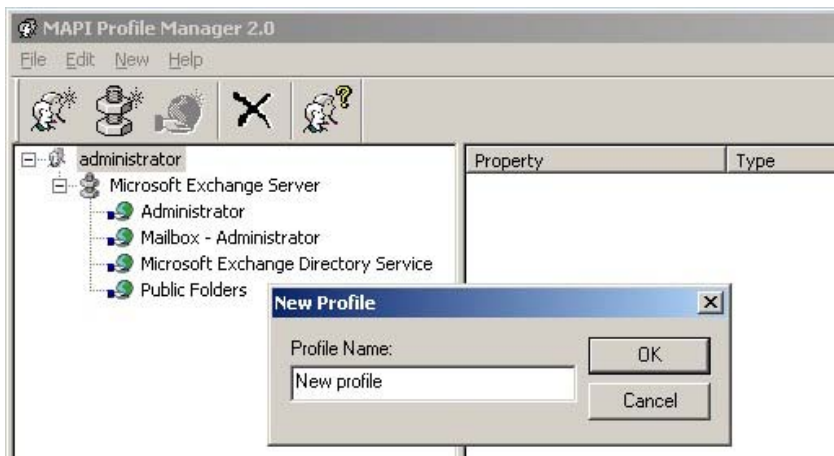 MAPI Profile Manager 2.0
File Edit New Help
administrator
Property Type
Microsoft Exchange Server
Administrator
Mailbox - Administrator
Microsoft Exchange Directory Service
Public Folders
New Profile
Profile Name:
OK
New profile
Cancel